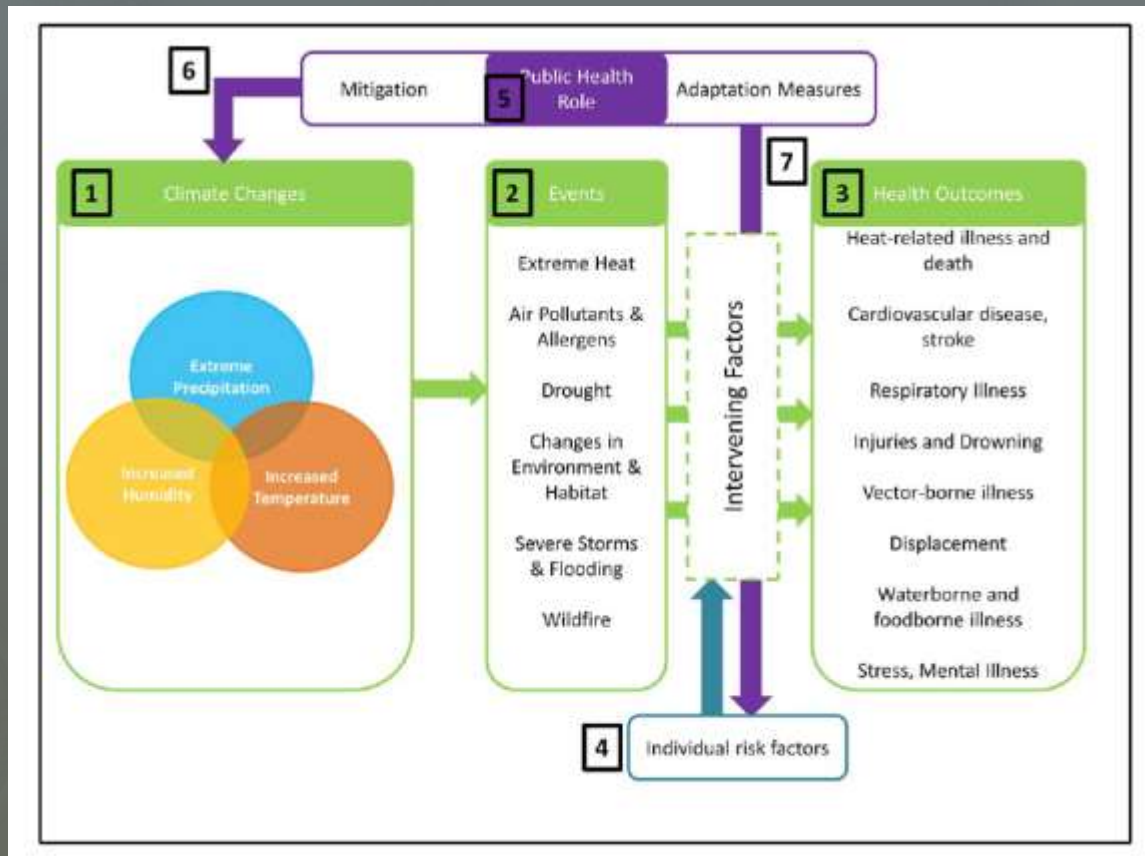 6
Mitigation
5
Public Health
Role
Adaptation Measures
7
1
Climate Changes
Extreme
Precipitation
Increased
Humidity
Increased
Temperature
2
Events
Extreme Heat
Air Pollutants &
Allergens
Drought
Changes in
Environment &
Habitat
Severe Storms
& Flooding
Wildfire
Intervening Factors
3
Health Outcomes
Heat-related illness and
death
Cardiovascular disease,
stroke
Respiratory Illness
Injuries and Drowning
Vector-borne illness
Displacement
Waterborne and
foodborne illness
Stress, Mental Illness
4
Individual risk factors